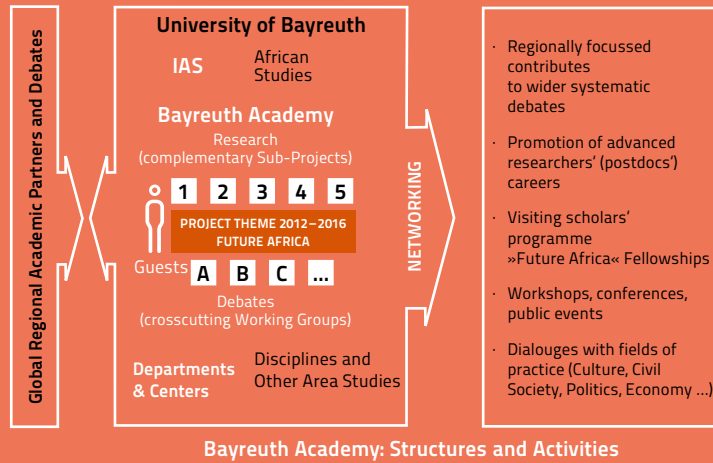 Global Regional Academic Partners and Debates
University of Bayreuth
IAS
African
Studies
Bayreuth Academy
Research
(complementary Sub-Projects)
1 2 3 4 5
PROJECT THEME 2012–2016
FUTURE AFRICA
Guests
A B C ...
Debates
(crosscutting Working Groups)
Departments
& Centers
Disciplines and
Other Area Studies
NETWORKING
· Regionally focussed
contributes
to wider systematic
debates
· Promotion of advanced
researchers‘ (postdocs‘)
careers
· Visiting scholars‘
programme
»Future Africa« Fellowships
· Workshops, conferences,
public events
· Dialouges with fields of
practice (Culture, Civil
Society, Politics, Economy ...)
Bayreuth Academy: Structures and Activities